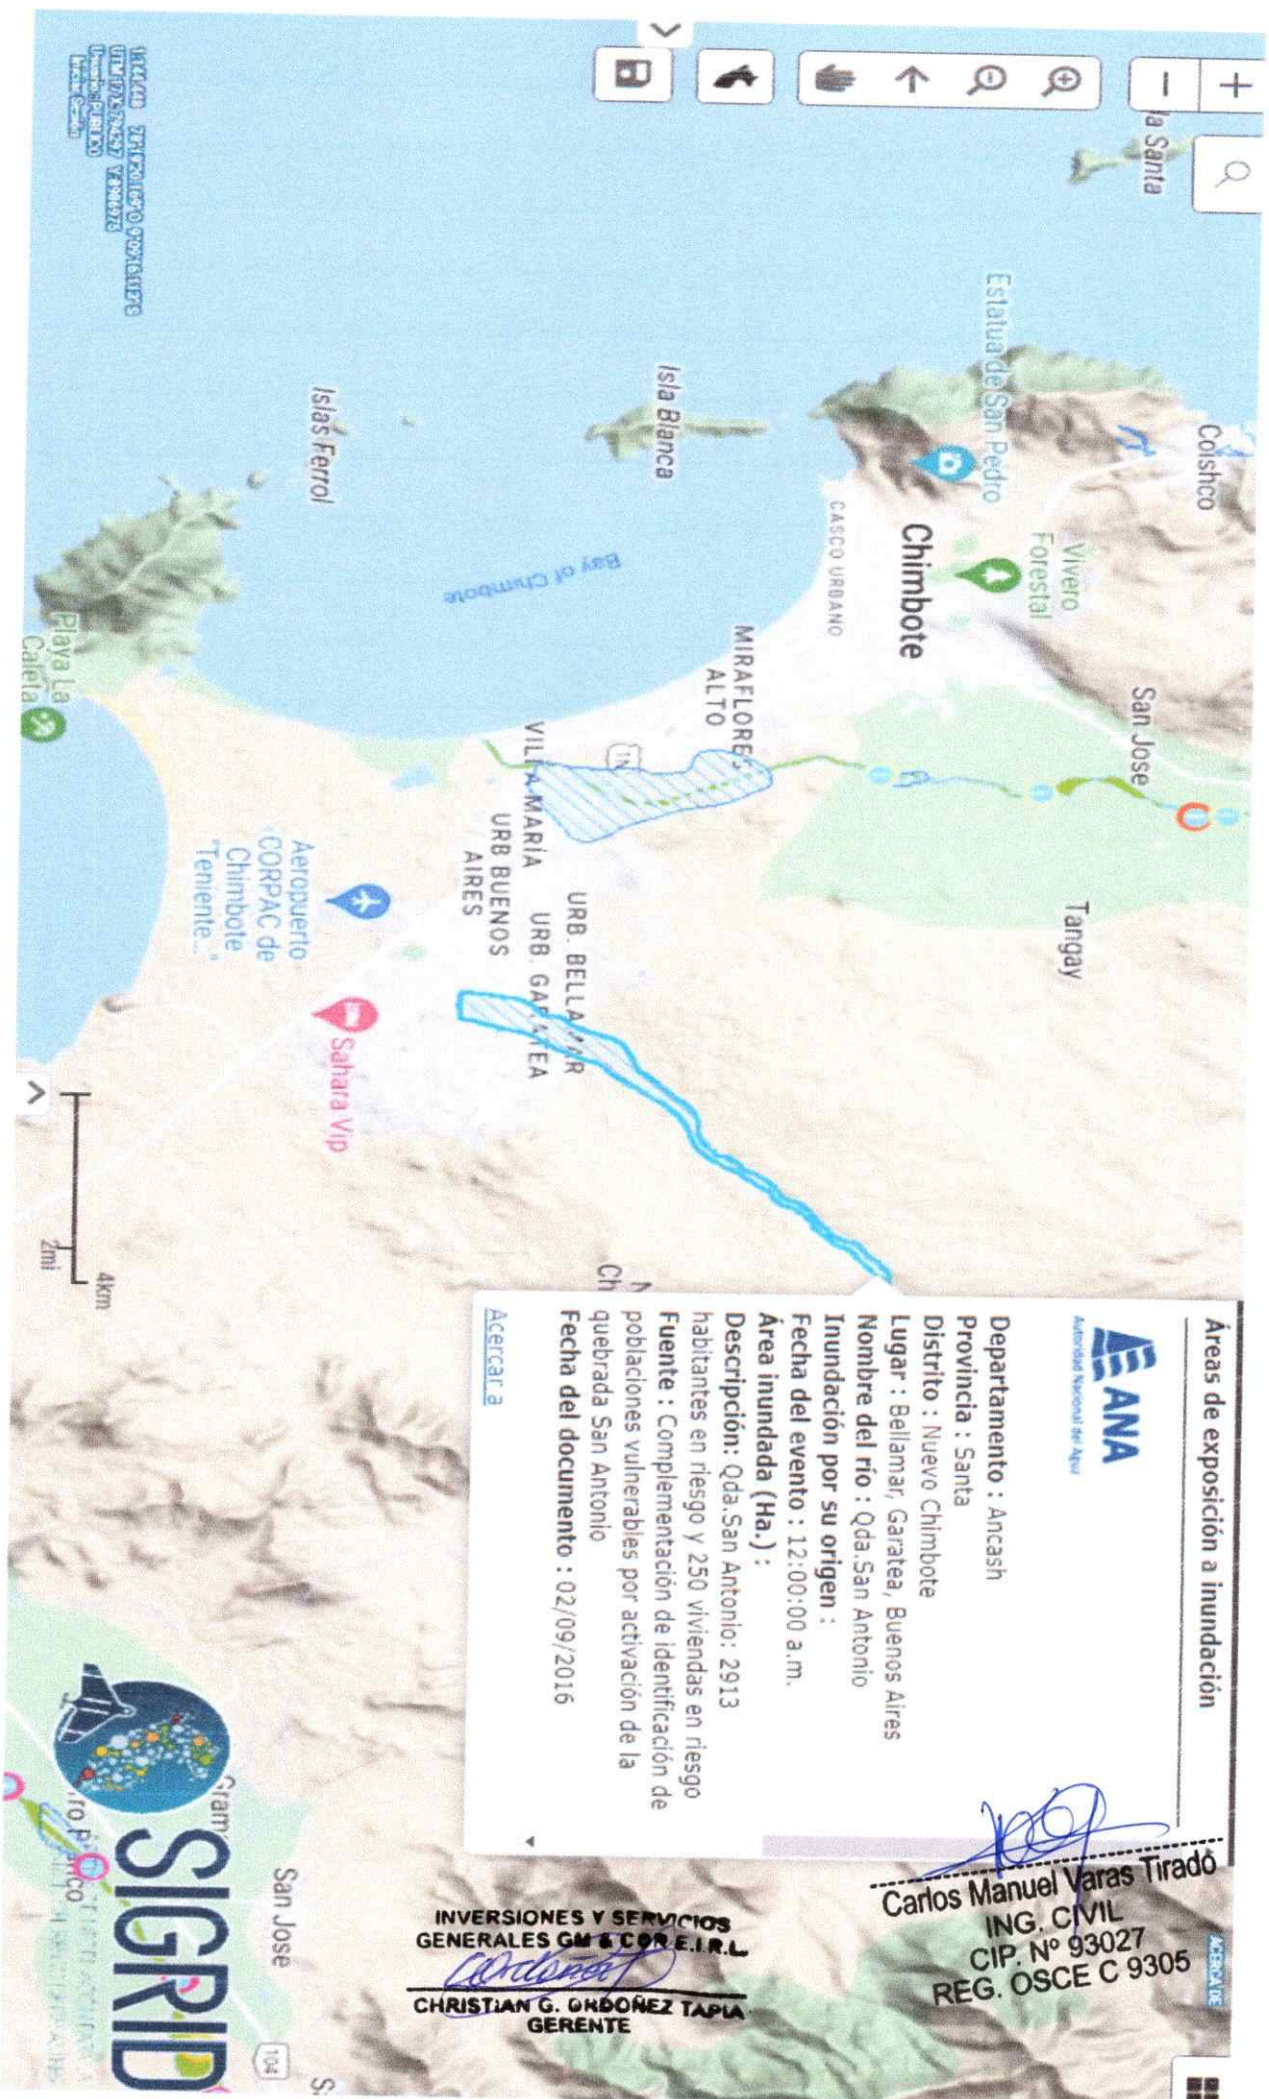 Áreas de exposición a inundación
ANA
Autoridad Nacional del Agua
Departamento : Ancash
Provincia : Santa
Distrito : Nuevo Chimbote
Lugar : Bellamar, Garatea, Buenos Aires
Nombre del río : Qda.San Antonio
Inundación por su origen :
Fecha del evento : 12:00:00 a.m.
Área inundada (Ha.) :
Descripción: Qda.San Antonio: 2913
habitantes en riesgo y 250 viviendas en riesgo
Fuente : Complementación de identificación de
poblaciones vulnerables por activación de la
quebrada San Antonio
Fecha del documento : 02/09/2016
Acercar a
ACERCA DE
la Santa
Coishco
Estatua de San Pedro
Vivero
Forestal
San Jose
Chimbote
CASCO URBANO
Tangay
Isla Blanca
MIRAFLORES
ALTO
Bay of Chimbote
1N
Islas Ferrol
VILLA MARÍA
URB BUENOS
AIRES
URB. BELLAMAR
URB. GARATEA
Aeropuerto
CORPAC de
Chimbote
"Teniente..."
Sahara Vip
Playa La
Caleta
Ch
4km
2mi
San Jose
104
SIGRID
Carlos Manuel Varas Tirado
ING. CIVIL
CIP. Nº 93027
REG. OSCE C 9305
INVERSIONES Y SERVICIOS
GENERALES GM & COR E.I.R.L.
CHRISTIAN G. ORDOÑEZ TAPIA
GERENTE